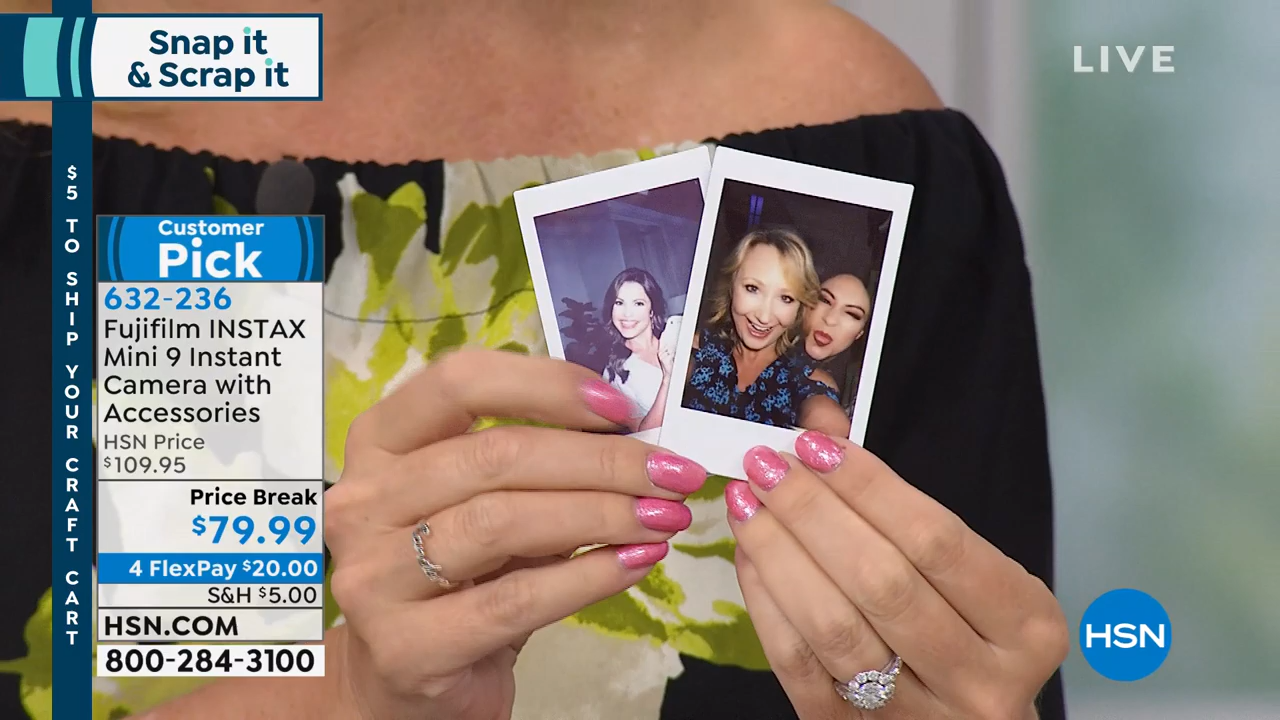 Snap it
& Scrap it
LIVE
$5 TO SHIP YOUR CRAFT CART
Customer
Pick
632-236
Fujifilm INSTAX
Mini 9 Instant
Camera with
Accessories
HSN Price
$109.95
Price Break
$79.99
4 FlexPay $20.00
S&H $5.00
HSN.COM
800-284-3100
HSN